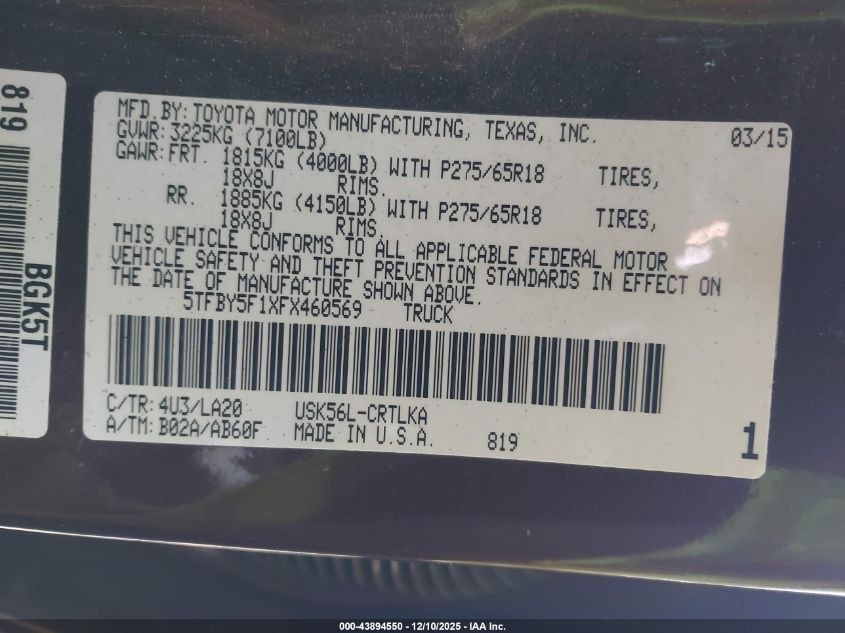 819
BGK5T
MFD.BY: TOYOTA MOTOR MANUFACTURING, TEXAS, INC. 03/15
GVWR: 3225KG (7100LB)
GAWR: FRT. 1815KG (4000LB) WITH P275/65R18 TIRES,
18X8J RIMS.
RR. 1885KG (4150LB) WITH P275/65R18 TIRES,
18X8J RIMS.
THIS VEHICLE CONFORMS TO ALL APPLICABLE FEDERAL MOTOR
VEHICLE SAFETY AND THEFT PREVENTION STANDARDS IN EFFECT ON
THE DATE OF MANUFACTURE SHOWN ABOVE.
5TFBY5F1XFX460569 TRUCK
C/TR: 4U3/LA20 USK56L-CRTLKA
A/TM: B02A/AB60F MADE IN U.S.A. 819 1
000-43894550 - 12/10/2025 - IAA Inc.